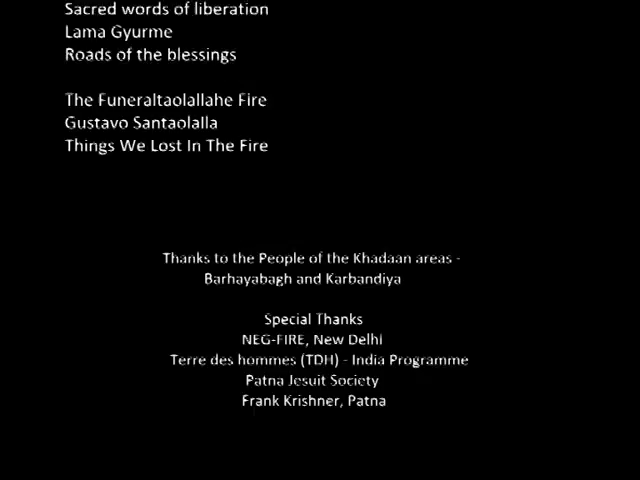 Sacred words of liberation
Lama Gyurme
Roads of the blessings
The Funeraltaolallahe Fire
Gustavo Santaolalla
Things We Lost In The Fire
Thanks to the People of the Khadaan areas -
Barhayabagh and Karbandiya
Special Thanks
NEG-FIRE, New Delhi
Terre des hommes (TDH) - India Programme
Patna Jesuit Society
Frank Krishner, Patna